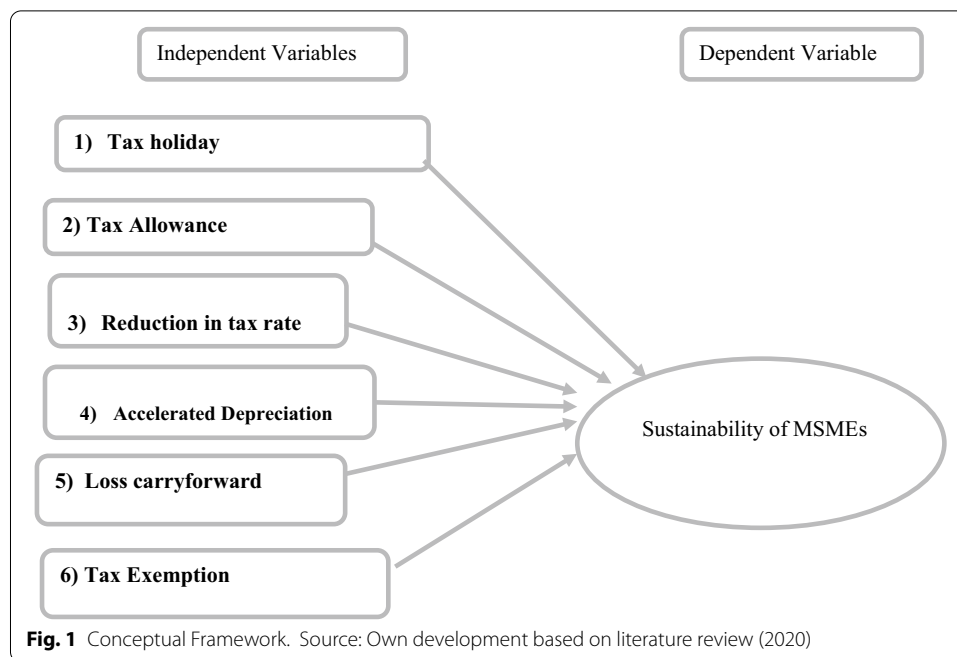 Independent Variables
Dependent Variable
1) Tax holiday
2) Tax Allowance
3) Reduction in tax rate
4) Accelerated Depreciation
5) Loss carryforward
6) Tax Exemption
Sustainability of MSMEs
Fig. 1 Conceptual Framework. Source: Own development based on literature review (2020)